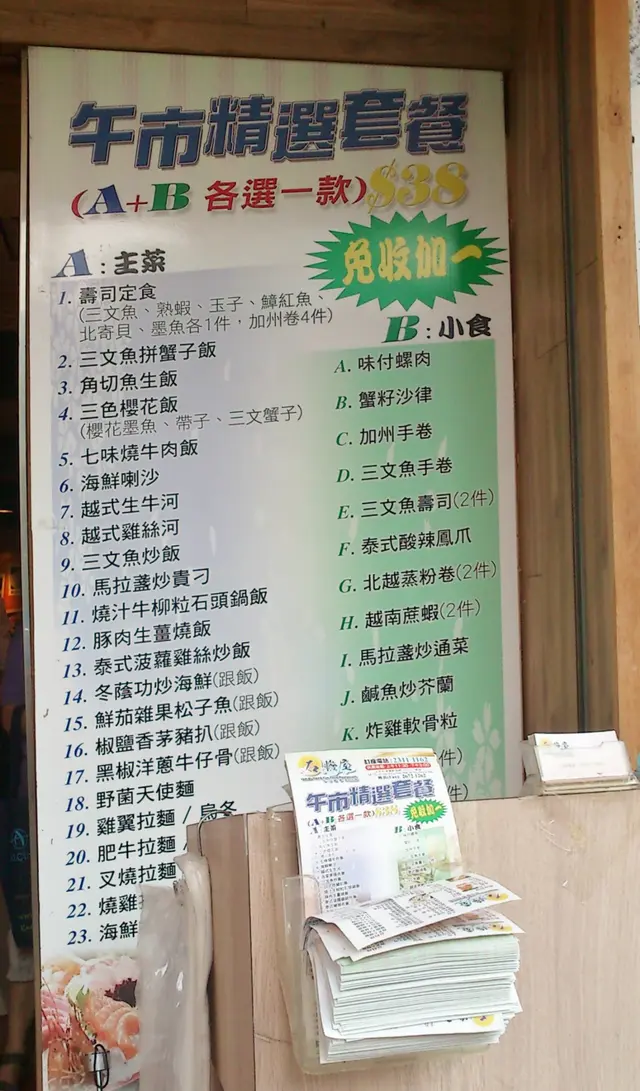 午市精選套餐
(A+B 各選一款)$38
免收加一
A:主菜
1. 壽司定食
(三文魚、熟蝦、玉子、鱆紅魚、
北寄貝、墨魚各1件,加州卷4件)
2. 三文魚拼蟹子飯
3. 角切魚生飯
4. 三色櫻花飯
(櫻花墨魚、帶子、三文蟹子)
5. 七味燒牛肉飯
6. 海鮮喇沙
7. 越式生牛河
8. 越式雞絲河
9. 三文魚炒飯
10. 馬拉盞炒貴刁
11. 燒汁牛柳粒石頭鍋飯
12. 豚肉生薑燒飯
13. 泰式菠蘿雞絲炒飯
14. 冬蔭功炒海鮮(跟飯)
15. 鮮茄雜果松子魚(跟飯)
16. 椒鹽香茅豬扒(跟飯)
17. 黑椒洋蔥牛仔骨(跟飯)
18. 野菌天使麵
19. 雞翼拉麵 / 烏冬
20. 肥牛拉麵 /
21. 叉燒拉麵
22. 燒雞
23. 海鮮
B:小食
A. 味付螺肉
B. 蟹籽沙律
C. 加州手卷
D. 三文魚手卷
E. 三文魚壽司(2件)
F. 泰式酸辣鳳爪
G. 北越蒸粉卷(2件)
H. 越南蔗蝦(2件)
I. 馬拉盞炒通菜
J. 鹹魚炒芥蘭
K. 炸雞軟骨粒
件)
午市精選套餐
(A+B 各選一款)$38
免收加一
A 主菜
B 小食